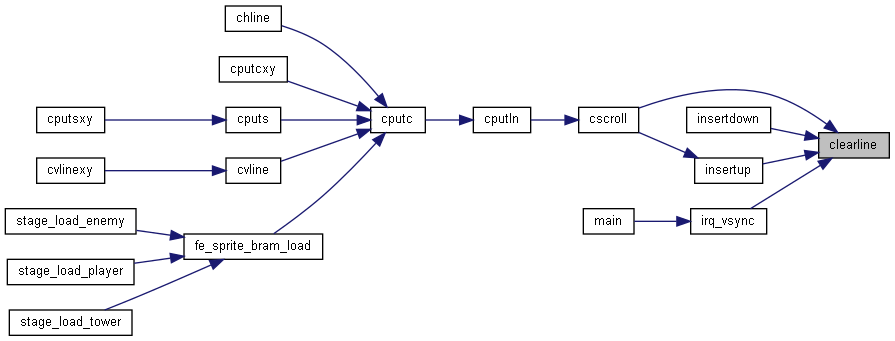 chline
cputcxy
cputsxy
cputs
cputc
cputln
cscroll
insertdown
clearline
cvlinexy
cvline
insertup
main
irq_vsync
stage_load_enemy
fe_sprite_bram_load
stage_load_player
stage_load_tower